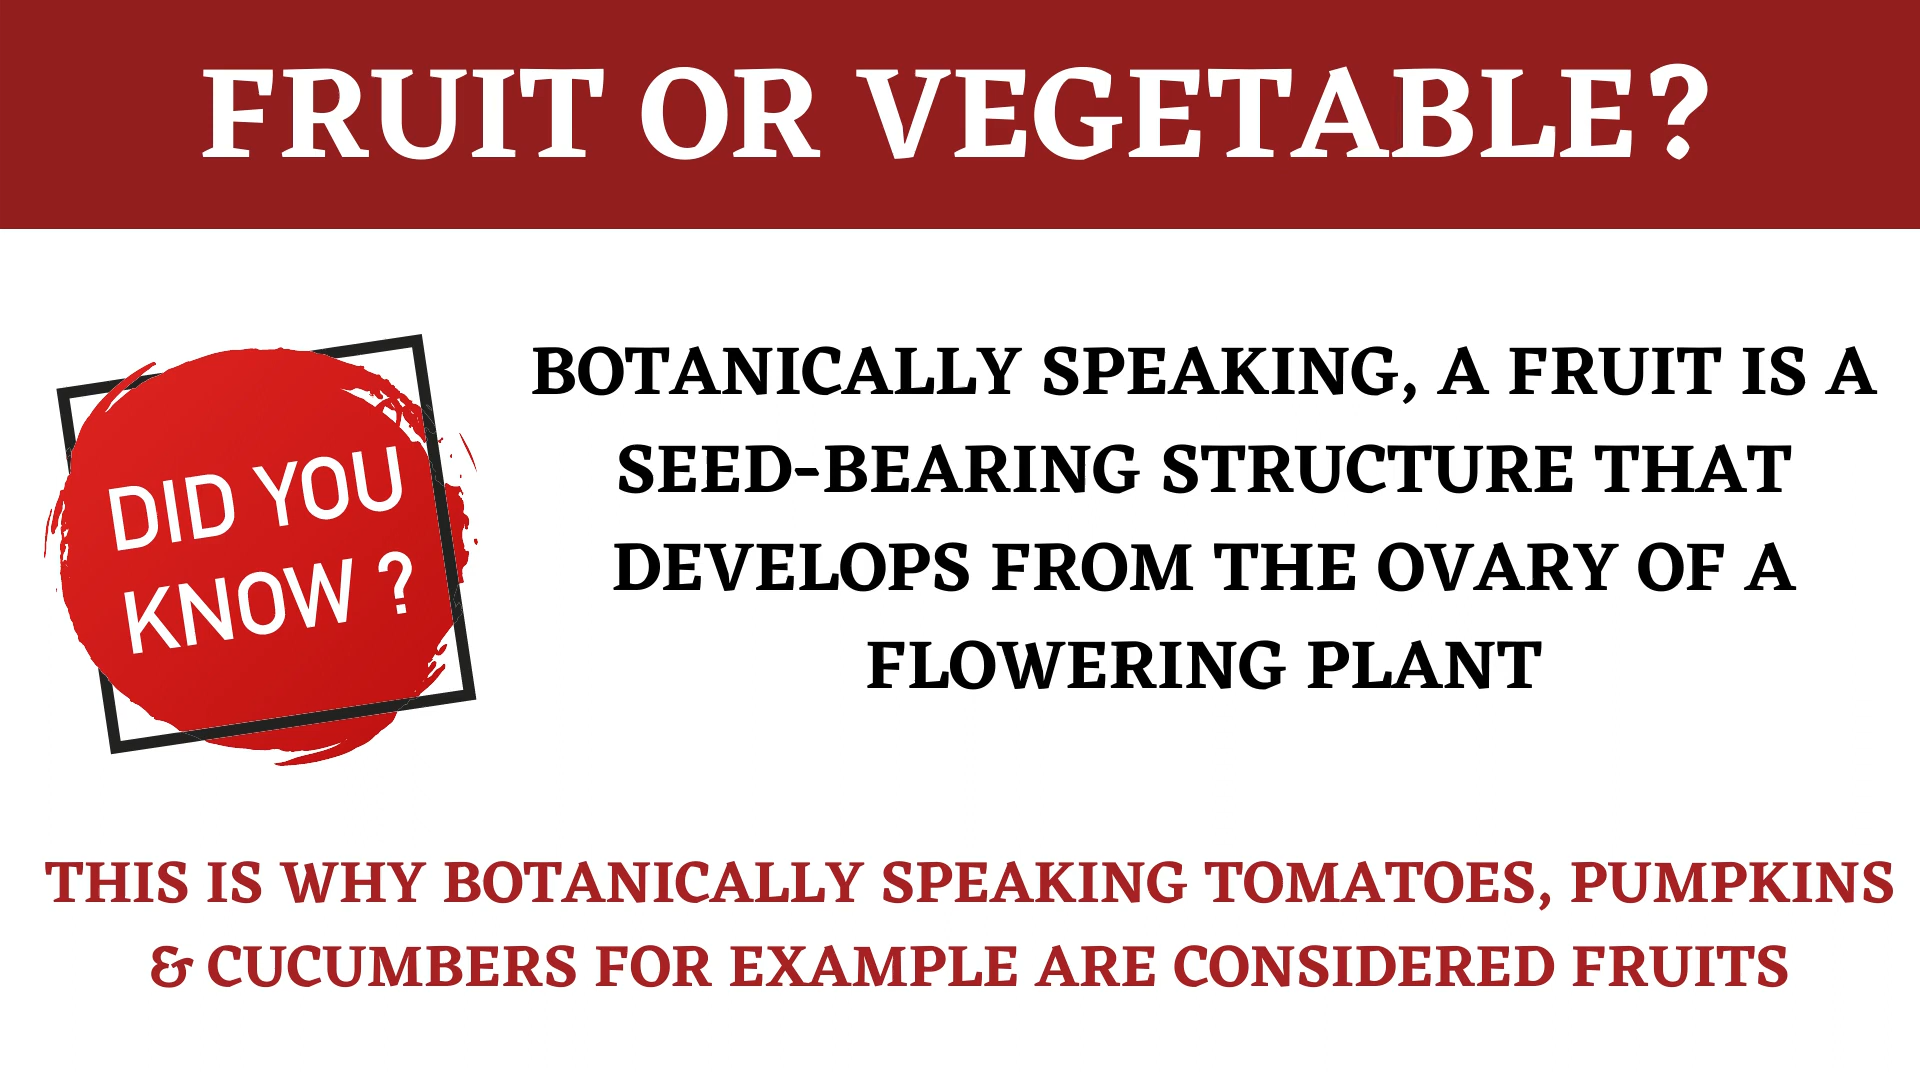 FRUIT OR VEGETABLE?
DID YOU
KNOW ?
BOTANICALLY SPEAKING, A FRUIT IS A
SEED-BEARING STRUCTURE THAT
DEVELOPS FROM THE OVARY OF A
FLOWERING PLANT
THIS IS WHY BOTANICALLY SPEAKING TOMATOES, PUMPKINS
& CUCUMBERS FOR EXAMPLE ARE CONSIDERED FRUITS